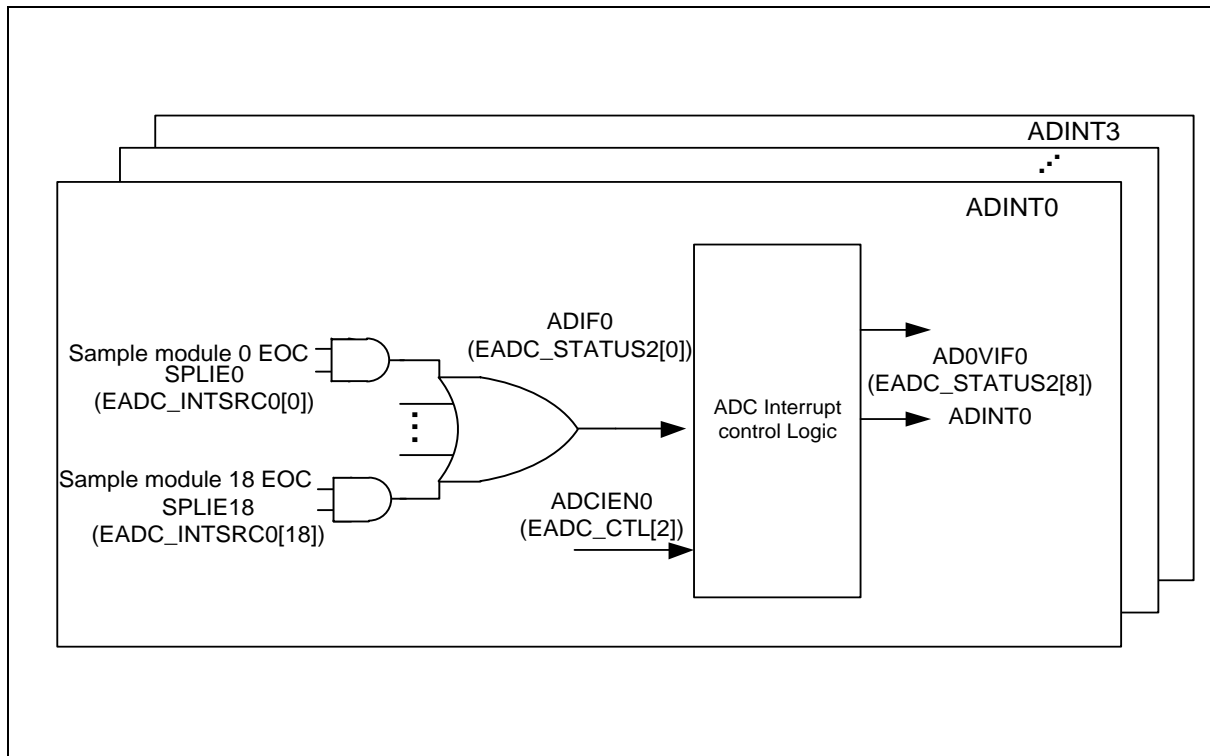 ADINT3
ADINT0
ADIF0
(EADC_STATUS2[0])
Sample module 0 EOC
SPLIE0
(EADC_INTSRC0[0])
Sample module 18 EOC
SPLIE18
(EADC_INTSRC0[18])
ADCIEN0
(EADC_CTL[2])
ADC Interrupt
control Logic
AD0VIF0
(EADC_STATUS2[8])
ADINT0